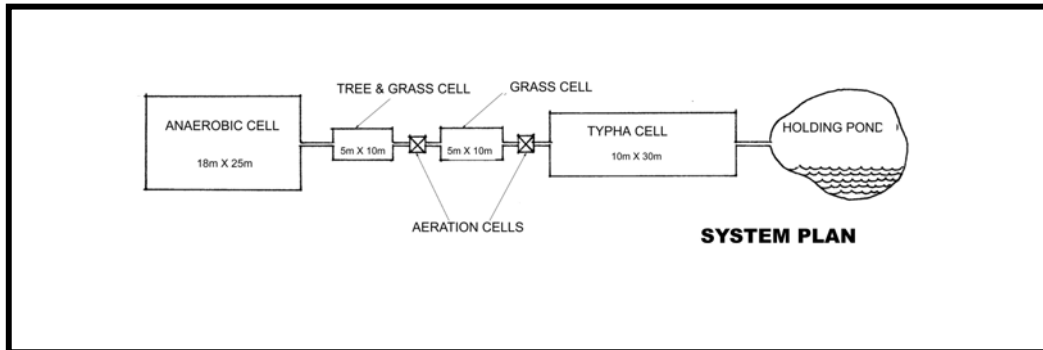 TREE & GRASS CELL
GRASS CELL
ANAEROBIC CELL
18m X 25m
5m X 10m
5m X 10m
TYPHA CELL
10m X 30m
HOLDING POND
AERATION CELLS
SYSTEM PLAN